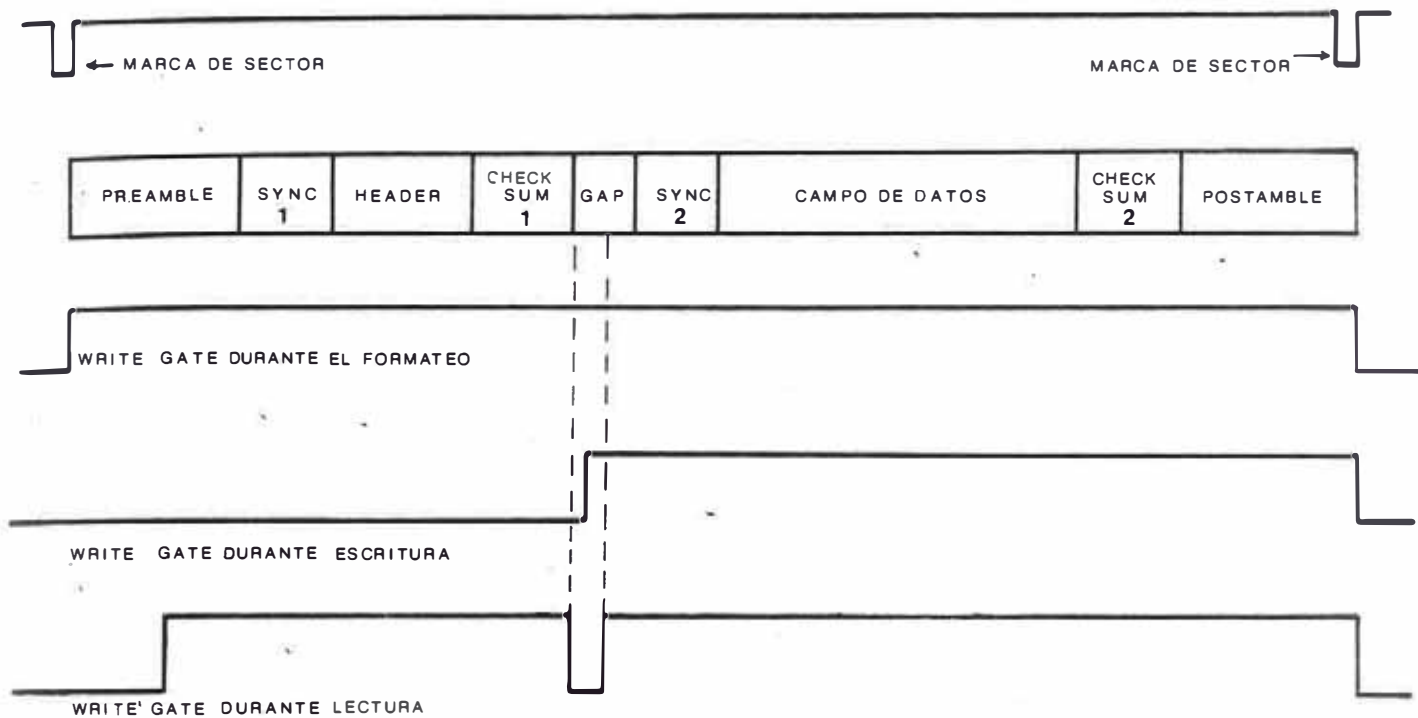 MARCA DE SECTOR
MARCA DE SECTOR
PREAMBLE
SYNC
1
HEADER
CHECK
SUM
1
GAP
SYNC
2
CAMPO DE DATOS
CHECK
SUM
2
POSTAMBLE
WRITE GATE DURANTE EL FORMATEO
WRITE GATE DURANTE ESCRITURA
WRITE' GATE DURANTE LECTURA